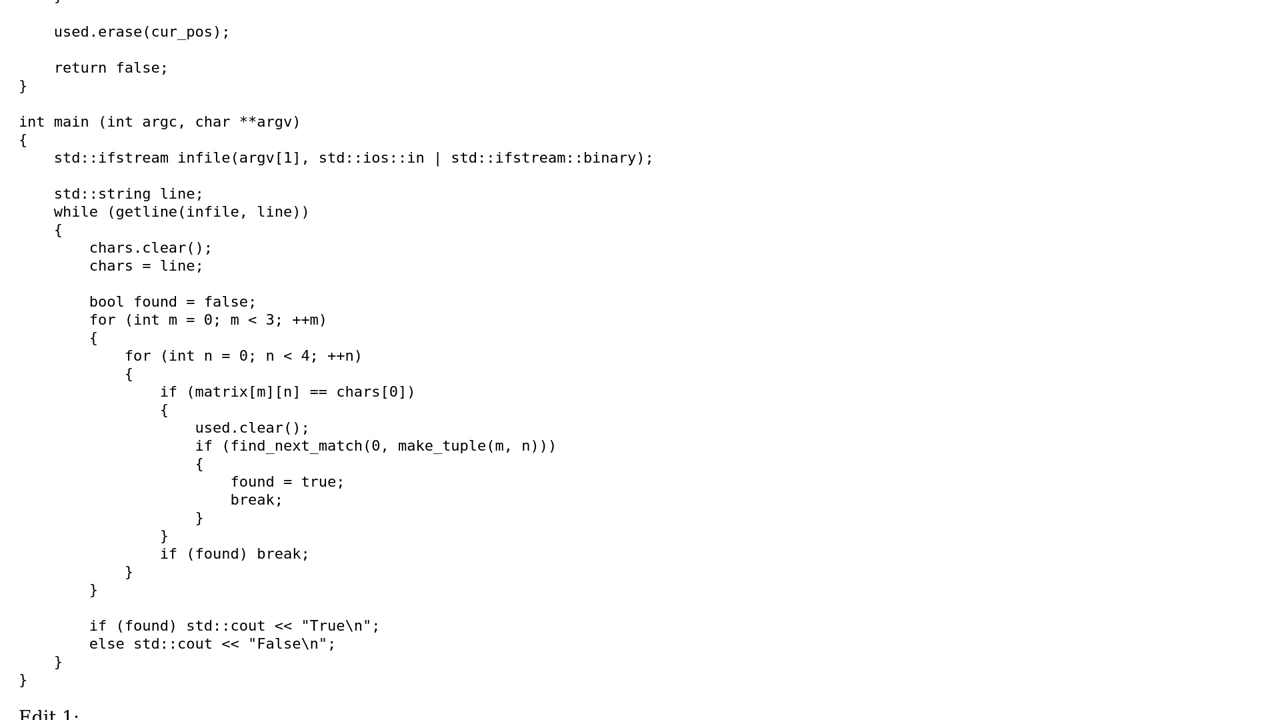 }
    used.erase(cur_pos);
    return false;
}
int main (int argc, char **argv)
{
    std::ifstream infile(argv[1], std::ios::in | std::ifstream::binary);
    std::string line;
    while (getline(infile, line))
    {
        chars.clear();
        chars = line;
        bool found = false;
        for (int m = 0; m < 3; ++m)
        {
            for (int n = 0; n < 4; ++n)
            {
                if (matrix[m][n] == chars[0])
                {
                    used.clear();
                    if (find_next_match(0, make_tuple(m, n)))
                    {
                        found = true;
                        break;
                    }
                }
                if (found) break;
            }
        }
        if (found) std::cout << "True\n";
        else std::cout << "False\n";
    }
}
Edit 1: